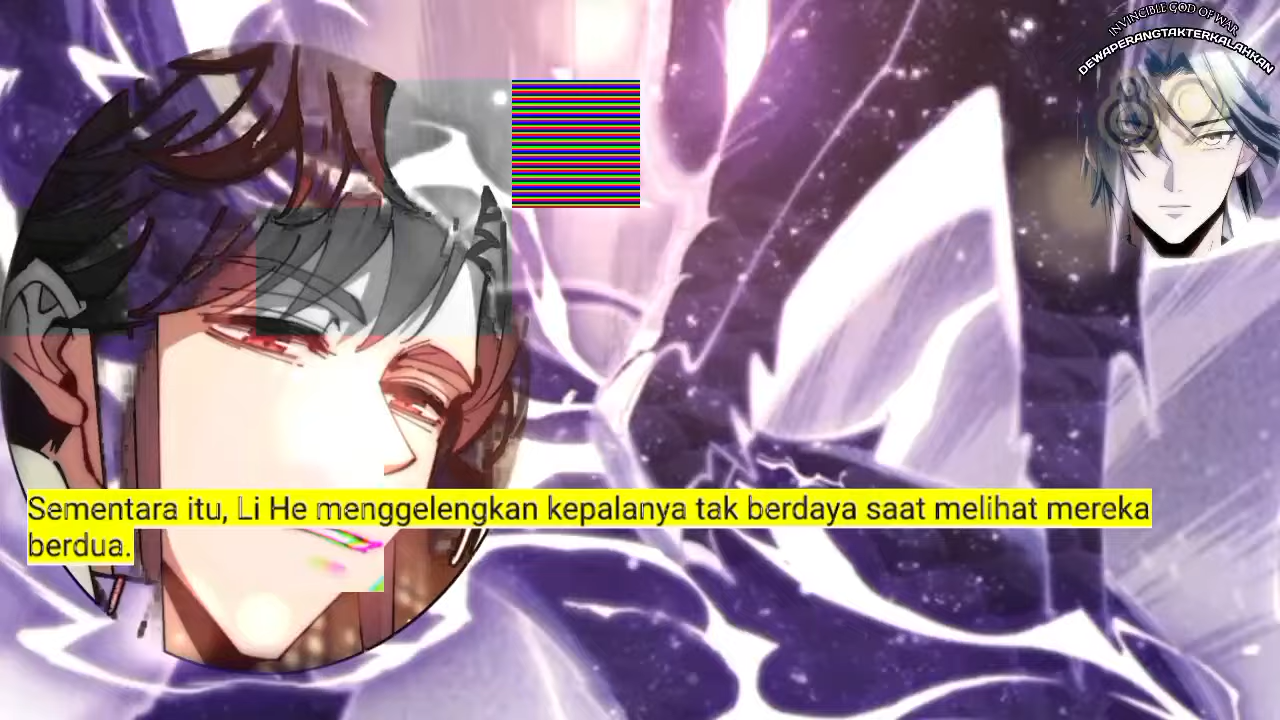 INVINCIBLE GOD OF WAR
DEWAPERANGTAKTERKALAHKAN
Sementara itu, Li He menggelengkan kepalanya tak berdaya saat melihat mereka
berdua.